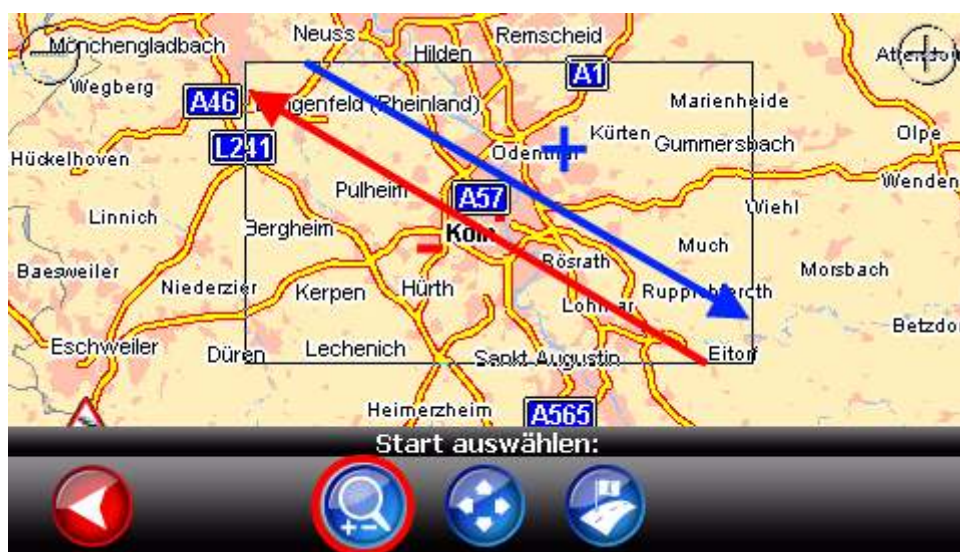 Neuss
Remscheid
Mönchengladbach
Hilden
A1
Wegberg
A46
Langenfeld (Rheinland)
Marienheide
Kürten
Olpe
L241
Odenthal
Gummersbach
Hückelhoven
Pulheim
A57
Wenden
Linnich
Wiehl
Bergheim
Köln
Much
Rösrath
Morsbach
Baesweiler
Niederzier
Kerpen
Hürth
Ruppichteroth
Lohmar
Betzdo
Eschweiler
Düren
Lechenich
Sankt Augustin
Eitorf
Heimerzheim
A565
Start auswählen: